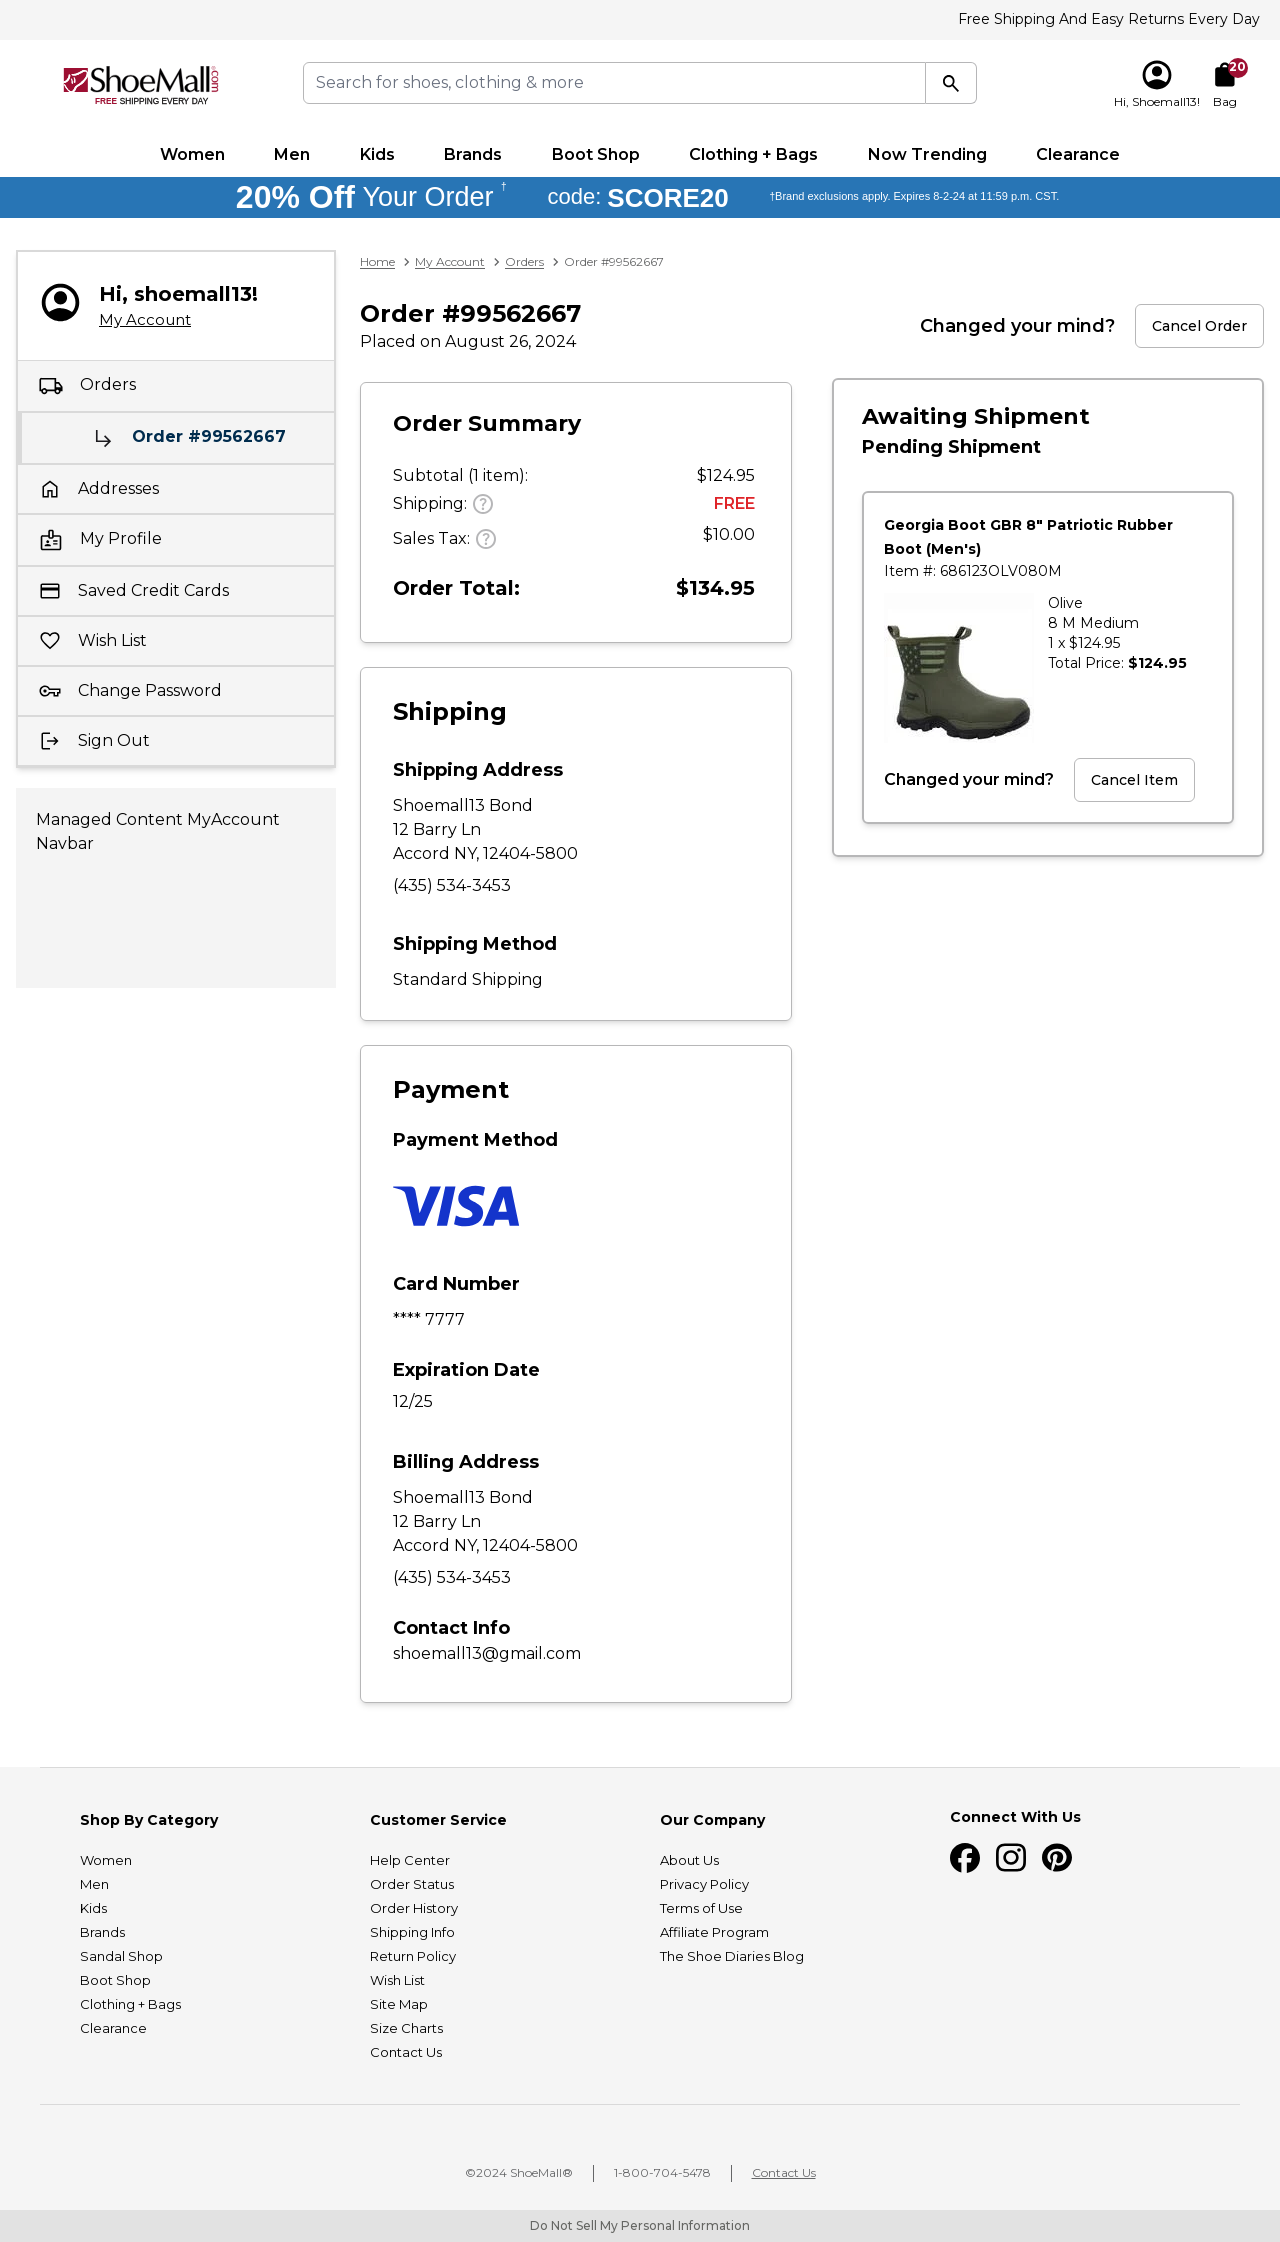 Free Shipping And Easy Returns Every Day
ShoeMall®.com
FREE SHIPPING EVERY DAY
Search for shoes, clothing & more
Hi, Shoemall13!
20
Bag
Women
Men
Kids
Brands
Boot Shop
Clothing + Bags
Now Trending
Clearance
20% Off Your Order † code: SCORE20 †Brand exclusions apply. Expires 8-2-24 at 11:59 p.m. CST.
Hi, shoemall13!
My Account
Orders
Order #99562667
Addresses
My Profile
Saved Credit Cards
Wish List
Change Password
Sign Out
Managed Content MyAccount
Navbar
Home > My Account > Orders > Order #99562667
Order #99562667
Placed on August 26, 2024
Changed your mind?
Cancel Order
Order Summary
Subtotal (1 item): $124.95
Shipping: ? FREE
Sales Tax: ? $10.00
Order Total: $134.95
Shipping
Shipping Address
Shoemall13 Bond
12 Barry Ln
Accord NY, 12404-5800
(435) 534-3453
Shipping Method
Standard Shipping
Payment
Payment Method
VISA
Card Number
**** 7777
Expiration Date
12/25
Billing Address
Shoemall13 Bond
12 Barry Ln
Accord NY, 12404-5800
(435) 534-3453
Contact Info
shoemall13@gmail.com
Awaiting Shipment
Pending Shipment
Georgia Boot GBR 8" Patriotic Rubber
Boot (Men's)
Item #: 686123OLV080M
Olive
8 M Medium
1 x $124.95
Total Price: $124.95
Changed your mind?
Cancel Item
Shop By Category
Women
Men
Kids
Brands
Sandal Shop
Boot Shop
Clothing + Bags
Clearance
Customer Service
Help Center
Order Status
Order History
Shipping Info
Return Policy
Wish List
Site Map
Size Charts
Contact Us
Our Company
About Us
Privacy Policy
Terms of Use
Affiliate Program
The Shoe Diaries Blog
Connect With Us
©2024 ShoeMall®
1-800-704-5478
Contact Us
Do Not Sell My Personal Information